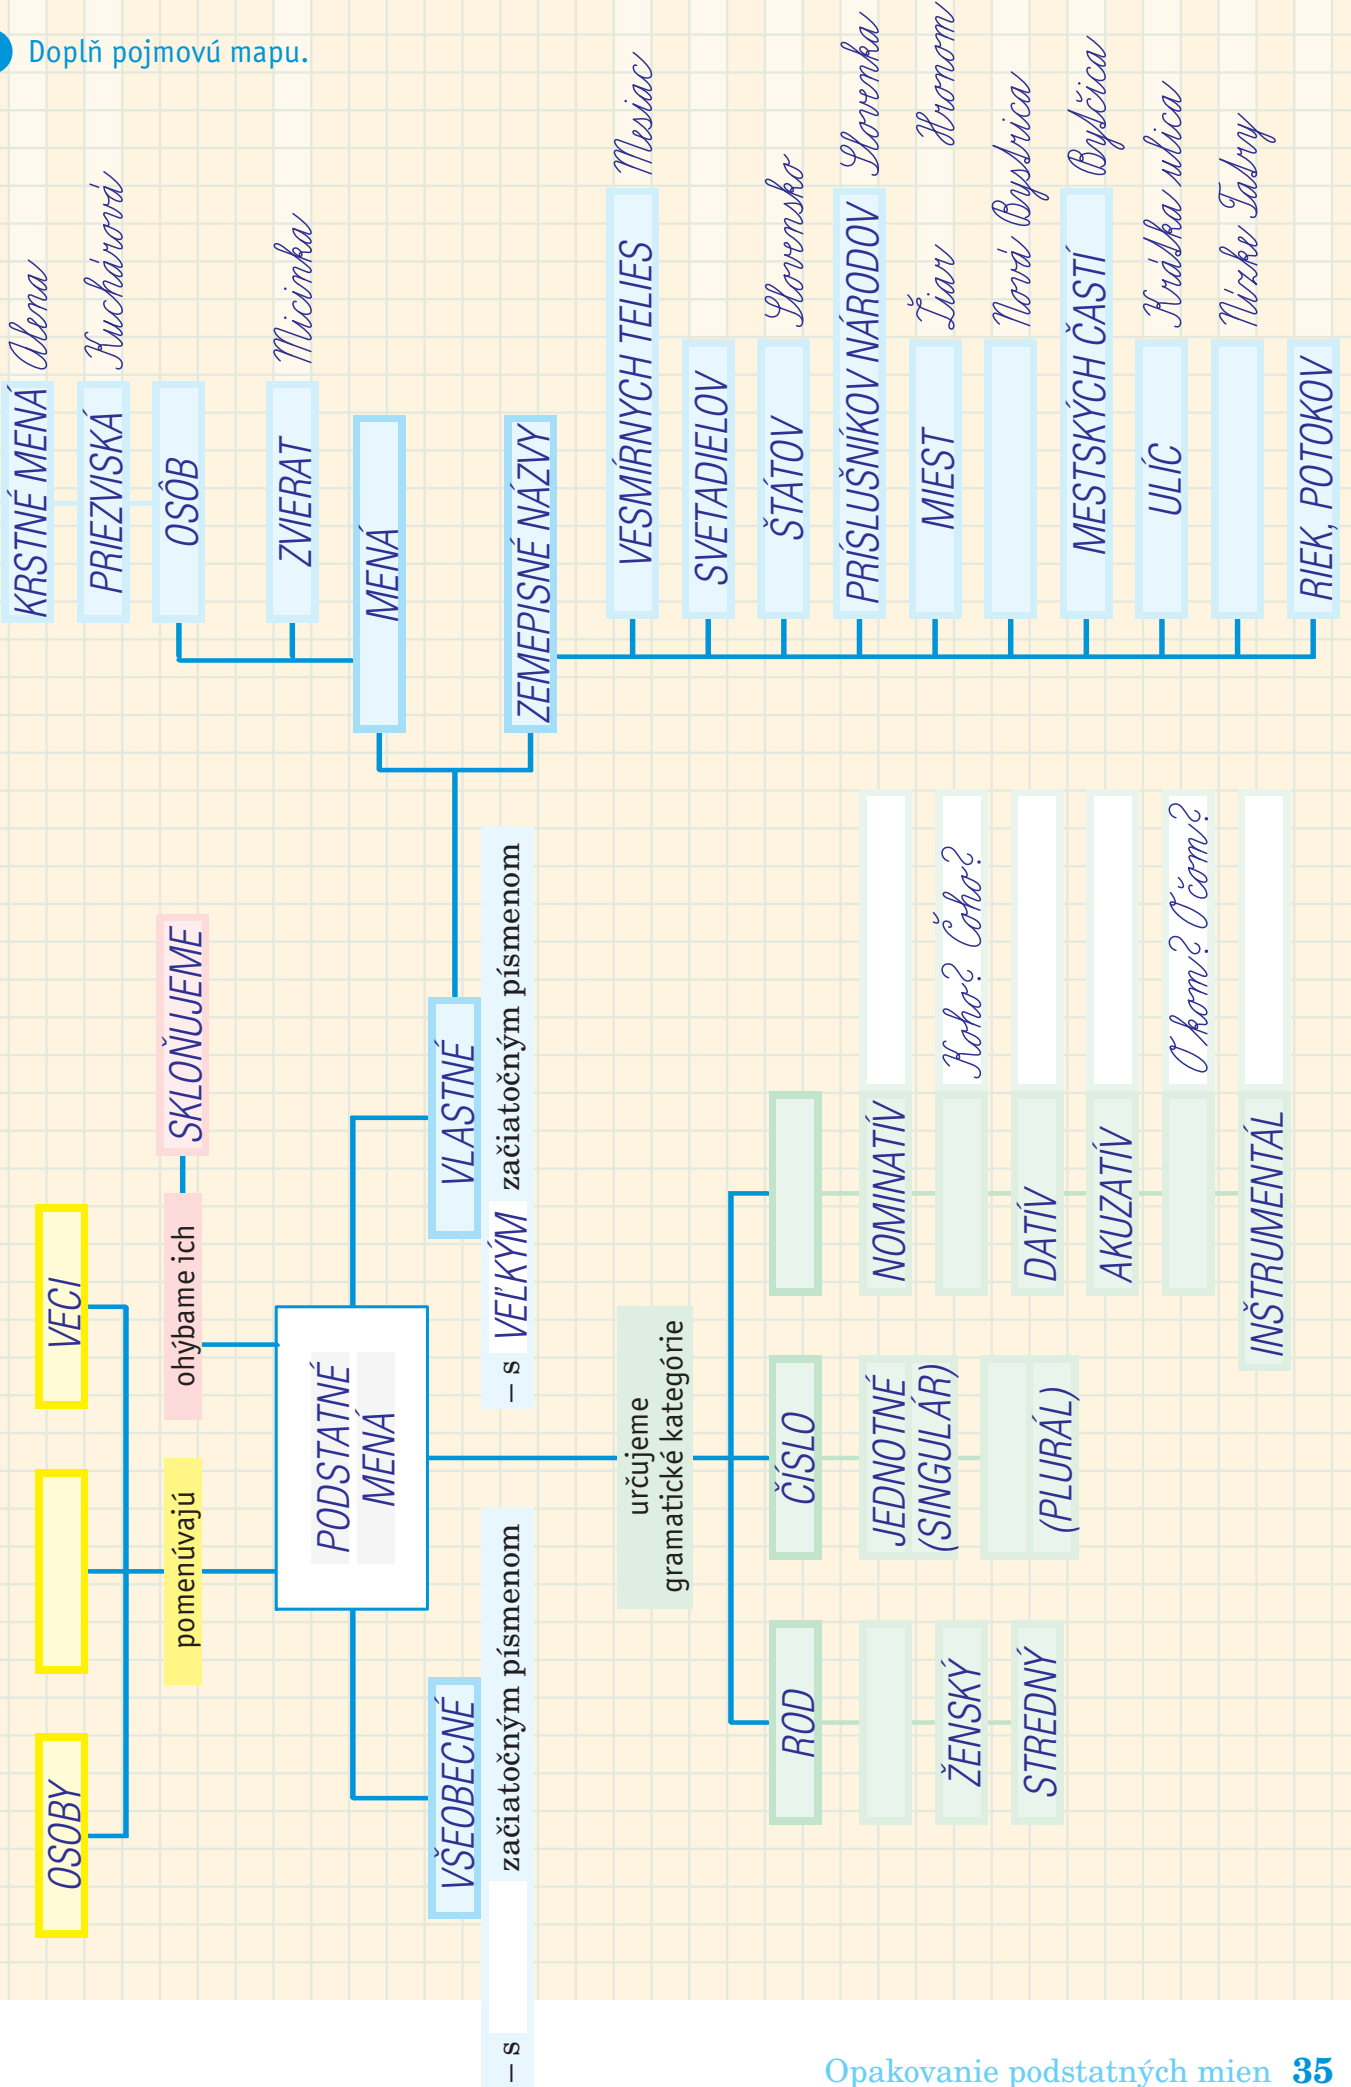 Doplň pojmovú mapu.
OSOBY
VECI
pomenúvajú
ohýbame ich
SKLOŇUJEME
PODSTATNÉ
MENÁ
VŠEOBECNÉ
– s začiatočným písmenom
VLASTNÉ
– s VEĽKÝM začiatočným písmenom
MENÁ
KRSTNÉ MENÁ Alena
PRIEZVISKÁ Kuchárová
OSÔB
ZVIERAT Micinka
ZEMEPISNÉ NÁZVY
VESMÍRNYCH TELIES Mesiac
SVETADIELOV
ŠTÁTOV Slovensko
PRÍSLUŠNÍKOV NÁRODOV Slovenka
MIEST Žiar Hronom
Nová Bystrica
MESTSKÝCH ČASTÍ Byščica
ULÍC Krátka ulica
Nízke Tatry
RIEK, POTOKOV
určujeme
gramatické kategórie
ROD
ŽENSKÝ
STREDNÝ
ČÍSLO
JEDNOTNÉ
(SINGULÁR)
(PLURÁL)
NOMINATÍV
Koho? Čoho?
DATÍV
AKUZATÍV
O kom? O čom?
INŠTRUMENTÁL
Opakovanie podstatných mien 35